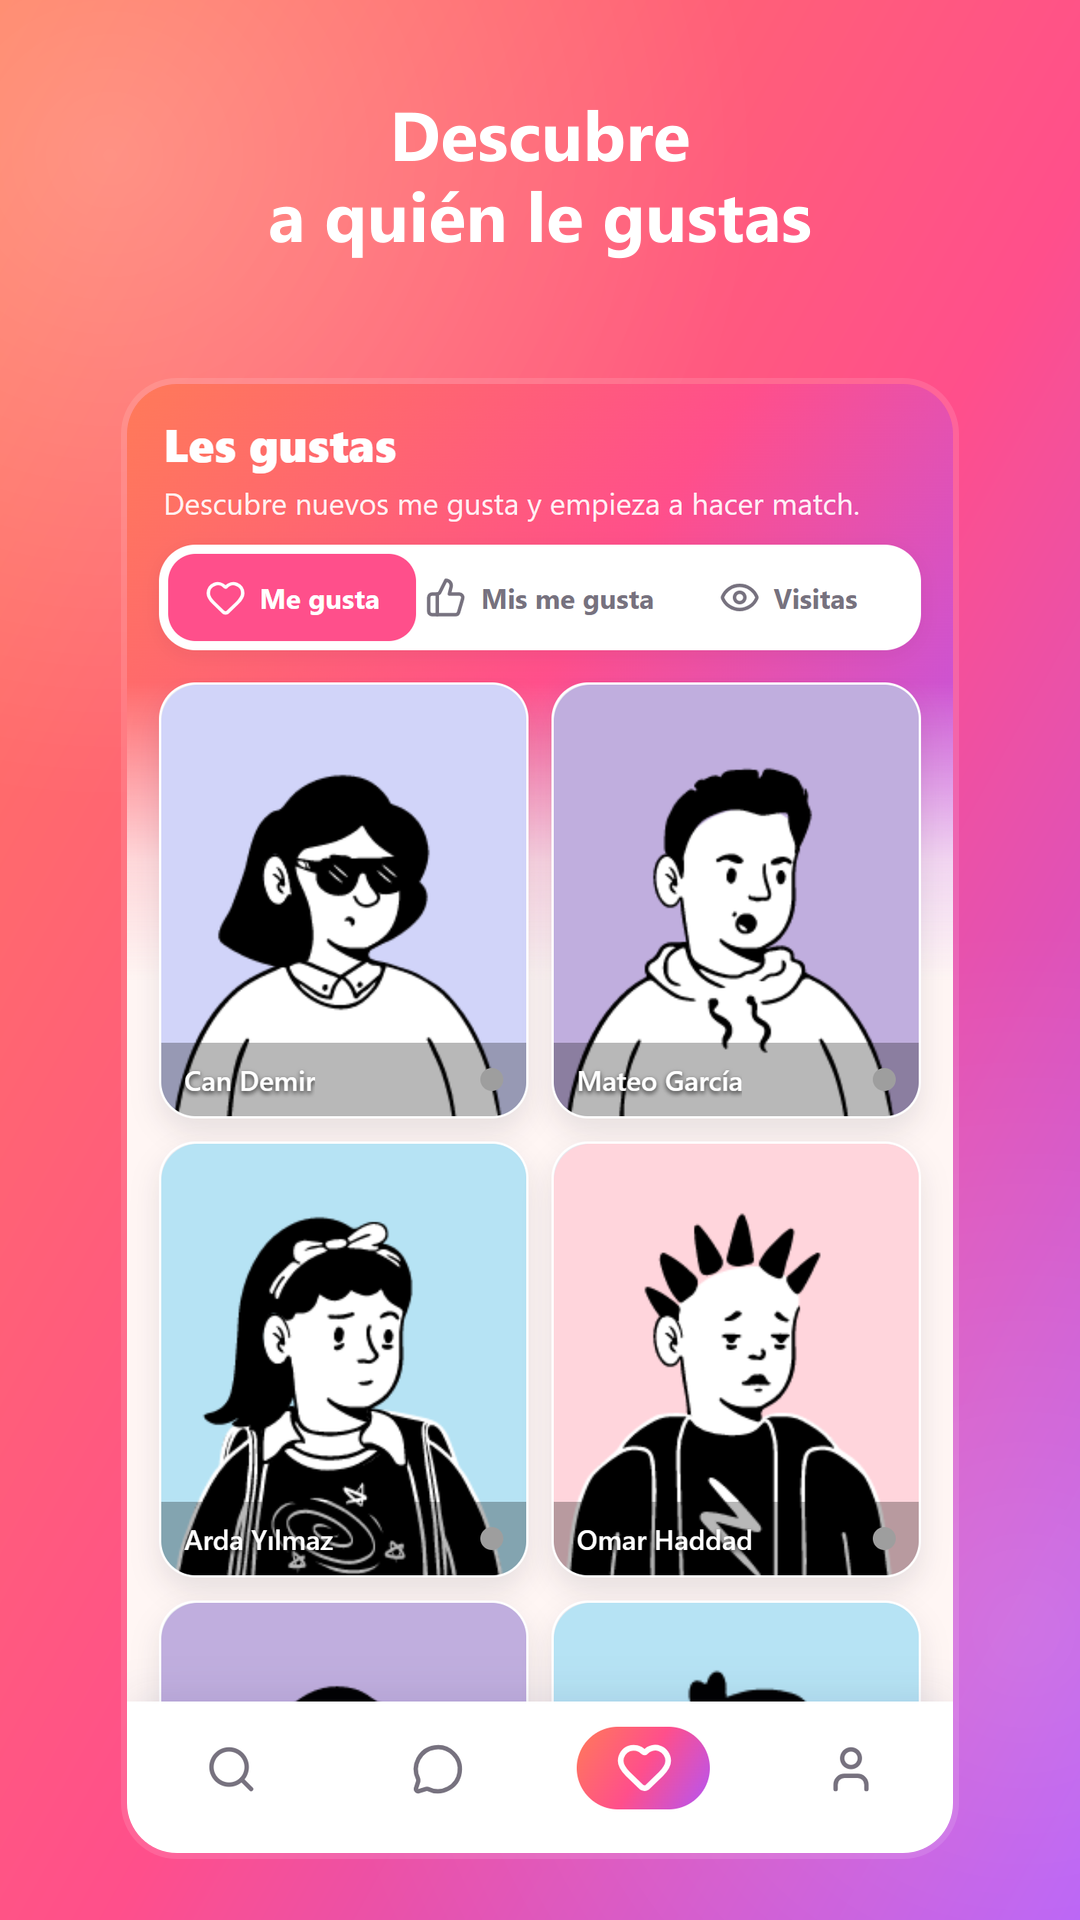 Descubre
a quién le gustas
Les gustas
Descubre nuevos me gusta y empieza a hacer match.
Me gusta
Mis me gusta
Visitas
Can Demir
Mateo García
Arda Yılmaz
Omar Haddad